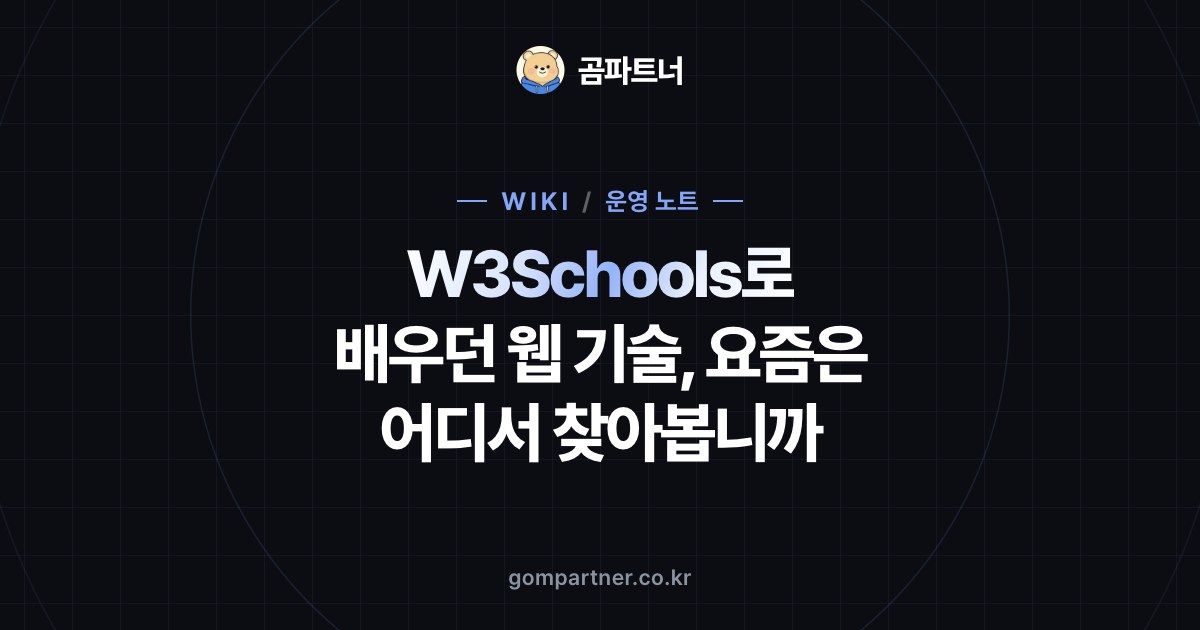 곰파트너
WIKI / 운영 노트
W3Schools로
배우던 웹 기술, 요즘은
어디서 찾아봅니까
gompartner.co.kr